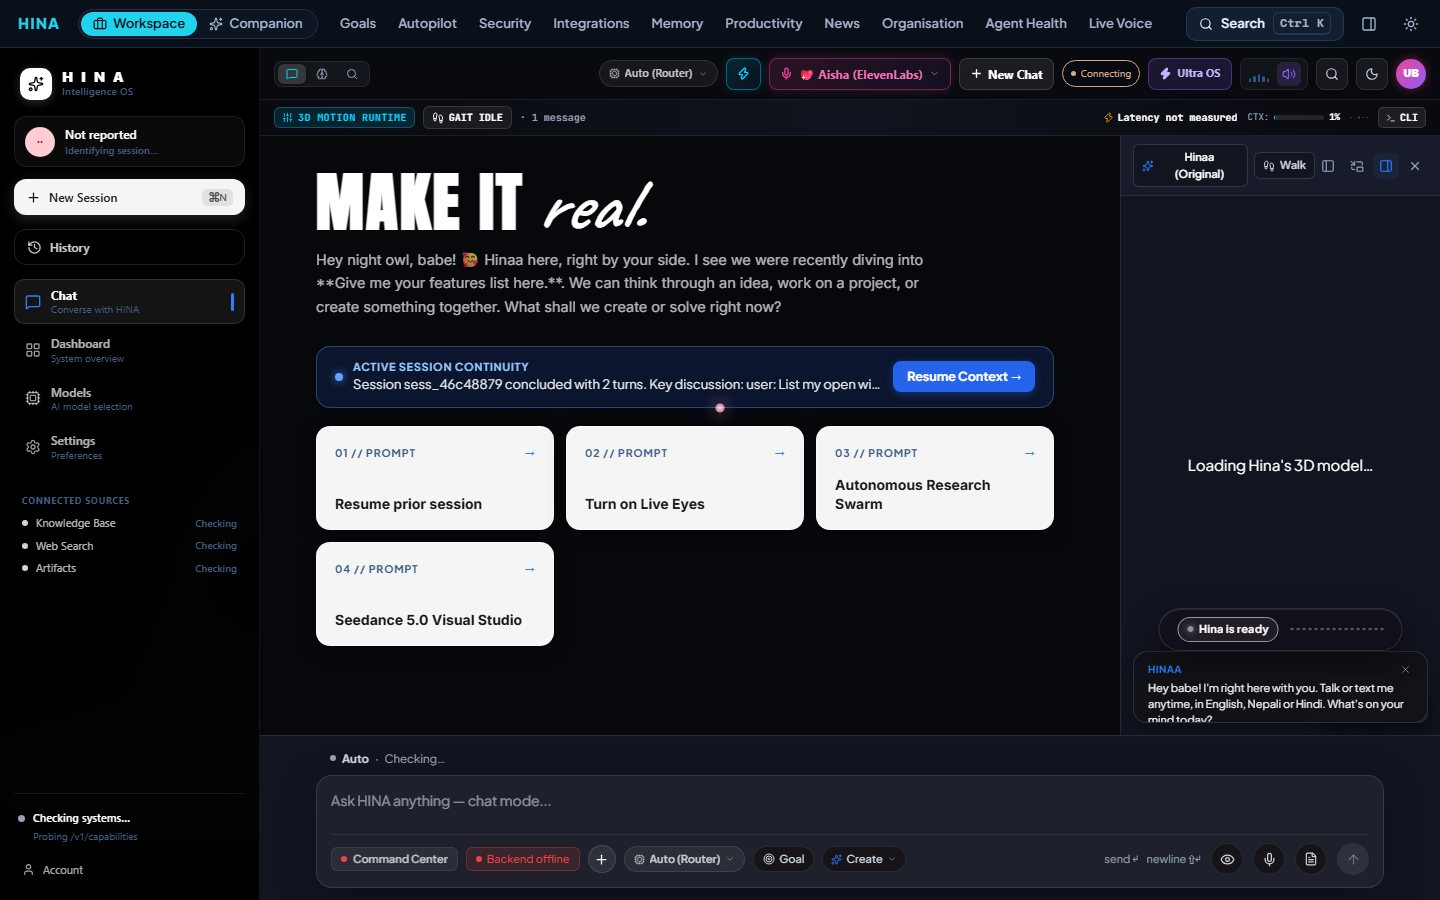 HINA
Workspace
Companion
Goals
Autopilot
Security
Integrations
Memory
Productivity
News
Organisation
Agent Health
Live Voice
Search
Ctrl K
HINA
Intelligence OS
Auto (Router)
Aisha (ElevenLabs)
New Chat
Connecting
Ultra OS
UB
3D MOTION RUNTIME
GAIT IDLE
· 1 message
Latency not measured
CTX:
1%
CLI
Not reported
Identifying session...
New Session
⌘N
History
Chat
Converse with HINA
Dashboard
System overview
Models
AI model selection
Settings
Preferences
CONNECTED SOURCES
Knowledge Base
Checking
Web Search
Checking
Artifacts
Checking
Checking systems...
Probing /v1/capabilities
Account
MAKE IT real.
Hey night owl, babe! 🥰 Hinaa here, right by your side. I see we were recently diving into
**Give me your features list here.**. We can think through an idea, work on a project, or
create something together. What shall we create or solve right now?
ACTIVE SESSION CONTINUITY
Session sess_46c48879 concluded with 2 turns. Key discussion: user: List my open wi...
Resume Context →
01 // PROMPT →
Resume prior session
02 // PROMPT →
Turn on Live Eyes
03 // PROMPT →
Autonomous Research
Swarm
04 // PROMPT →
Seedance 5.0 Visual Studio
Hinaa
(Original)
Walk
Loading Hina's 3D model...
Hina is ready
HINAA
Hey babe! I'm right here with you. Talk or text me
anytime, in English, Nepali or Hindi. What's on your
mind today?
Auto · Checking...
Ask HINA anything — chat mode...
Command Center
Backend offline
Auto (Router)
Goal
Create
send ↵ newline ⇧↵